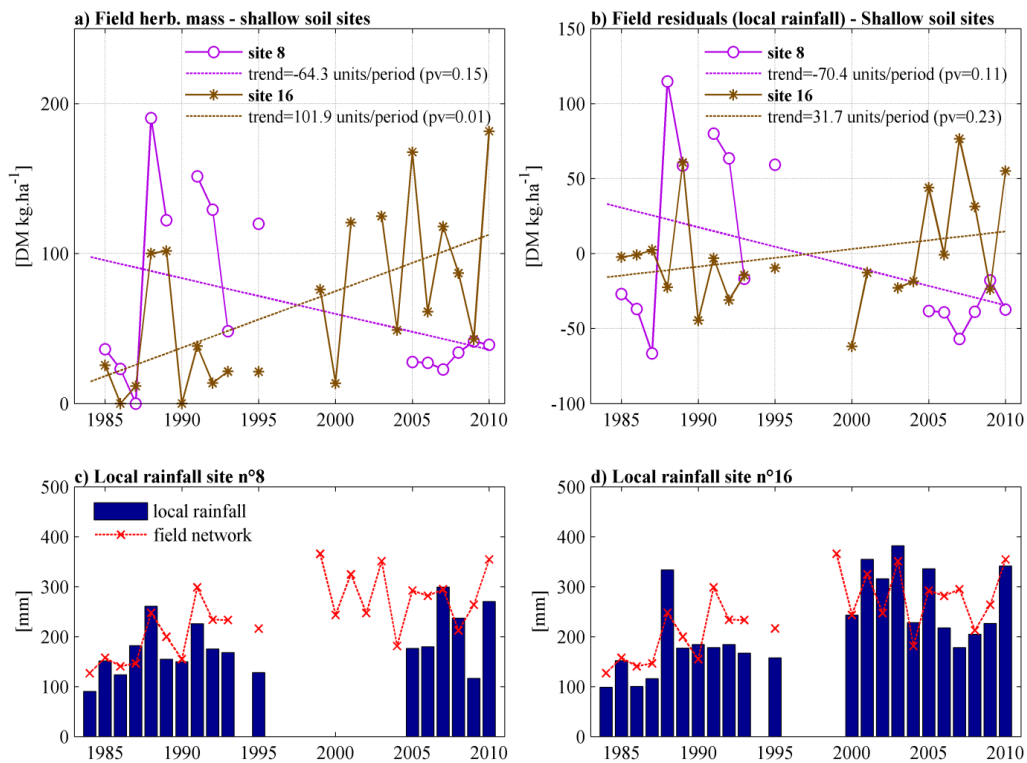 a) Field herb. mass - shallow soil sites
[DM kg.ha-1]
200
100
0
site 8
trend=-64.3 units/period (pv=0.15)
site 16
trend=101.9 units/period (pv=0.01)
1985 1990 1995 2000 2005 2010
b) Field residuals (local rainfall) - Shallow soil sites
[DM kg.ha-1]
150
100
50
0
-50
-100
site 8
trend=-70.4 units/period (pv=0.11)
site 16
trend=31.7 units/period (pv=0.23)
1985 1990 1995 2000 2005 2010
c) Local rainfall site n°8
[mm]
500
400
300
200
100
0
local rainfall
field network
1985 1990 1995 2000 2005 2010
d) Local rainfall site n°16
[mm]
500
400
300
200
100
0
1985 1990 1995 2000 2005 2010